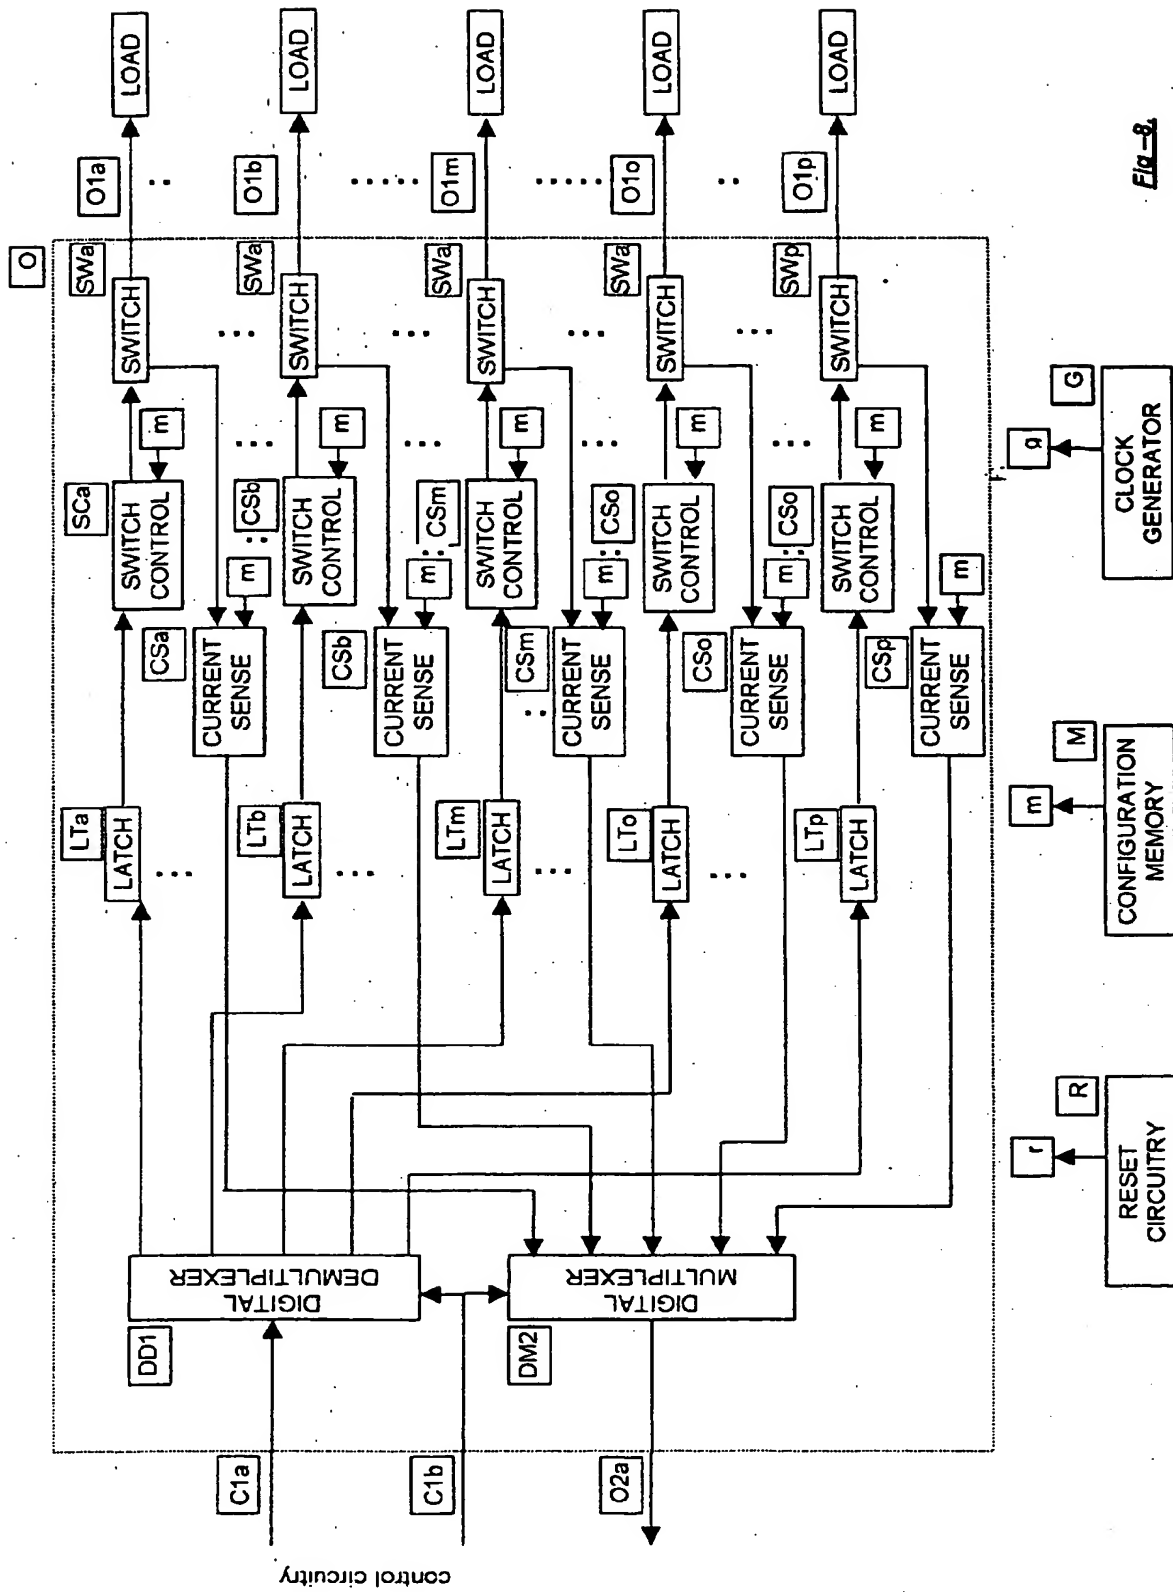 O
SWa
O1a
LOAD
SCa
SWITCH
CONTROL
m
SWITCH
LTa
LATCH
CSa
CURRENT
SENSE
m
CSb
SWa
O1b
LOAD
SWITCH
CONTROL
m
SWITCH
LTb
LATCH
CSb
CURRENT
SENSE
m
CSm
SWa
O1m
LOAD
SWITCH
CONTROL
m
SWITCH
LTm
LATCH
CSm
CURRENT
SENSE
m
CSo
SWa
O1o
LOAD
SWITCH
CONTROL
m
SWITCH
LTo
LATCH
CSo
CURRENT
SENSE
m
CSo
SWp
O1p
LOAD
SWITCH
CONTROL
m
SWITCH
LTp
LATCH
CSp
CURRENT
SENSE
m
DD1
DIGITAL
DEMULTIPLEXER
DM2
DIGITAL
MULTIPLEXER
C1a
C1b
O2a
control circuitry
r
R
RESET
CIRCUITRY
m
M
CONFIGURATION
MEMORY
g
G
CLOCK
GENERATOR
Fig-8.